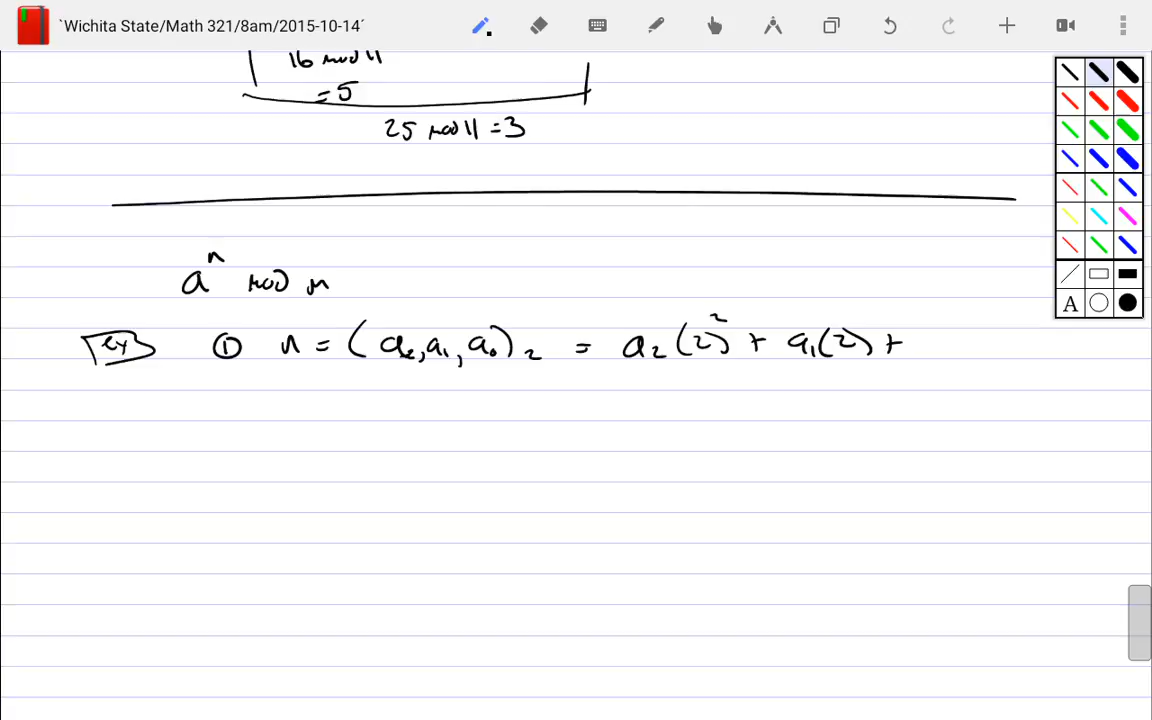 `Wichita State/Math 321/8am/2015-10-14`
16 mod 11
= 5
25 mod 11 = 3
aⁿ mod m
Ex ① n = (a₂,a₁,a₀)₂ = a₂(2)² + a₁(2) +
A